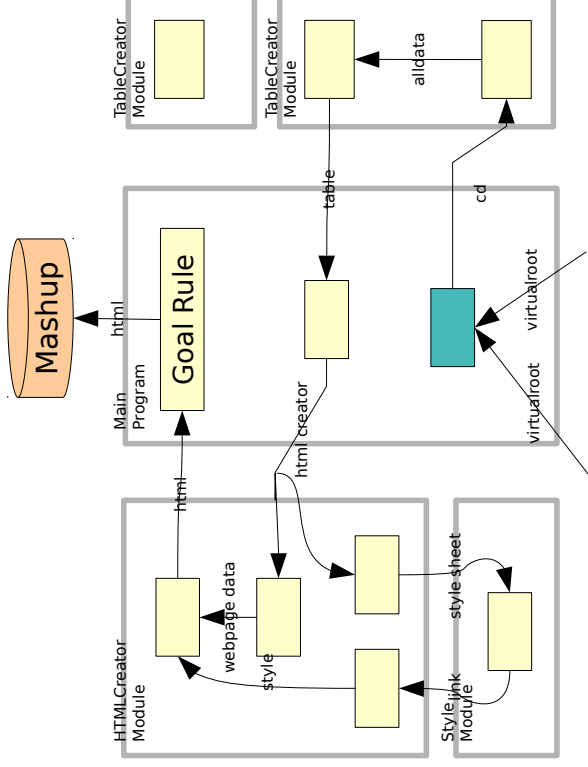 TableCreator
Module
TableCreator
Module
alldata
table
cd
Mashup
html
Goal Rule
Main
Program
virtualroot
virtualroot
html creator
html
HTMLCreator
Module
webpage data
style
style sheet
Style
Module
link